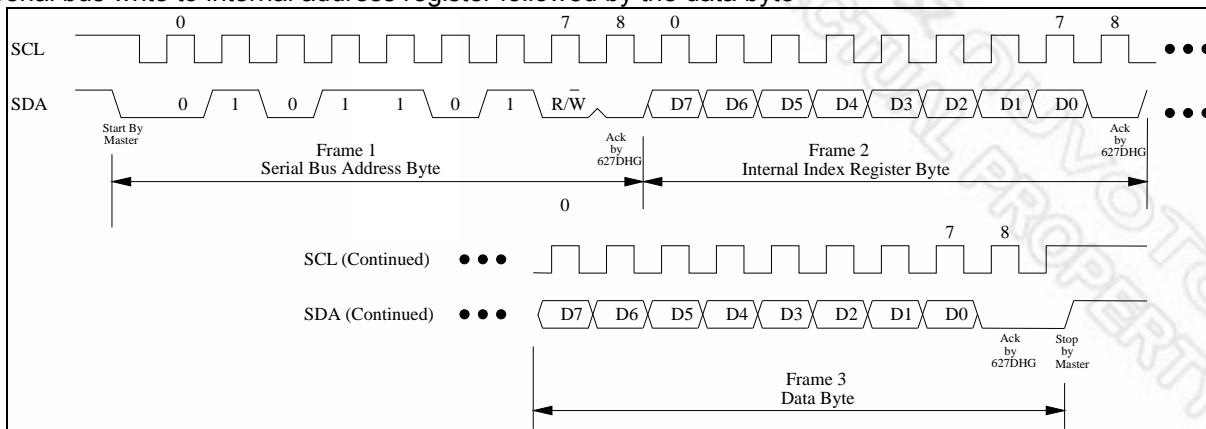 serial bus write to internal address register followed by the data byte
0 7 8 0 7 8
SCL
SDA 0 1 0 1 1 0 1 R/W̅ D7 D6 D5 D4 D3 D2 D1 D0
Start By
Master
Ack
by
627DHG
Ack
by
627DHG
Frame 1
Serial Bus Address Byte
Frame 2
Internal Index Register Byte
0
7 8
SCL (Continued)
SDA (Continued) D7 D6 D5 D4 D3 D2 D1 D0
Ack
by
627DHG
Stop
by
Master
Frame 3
Data Byte